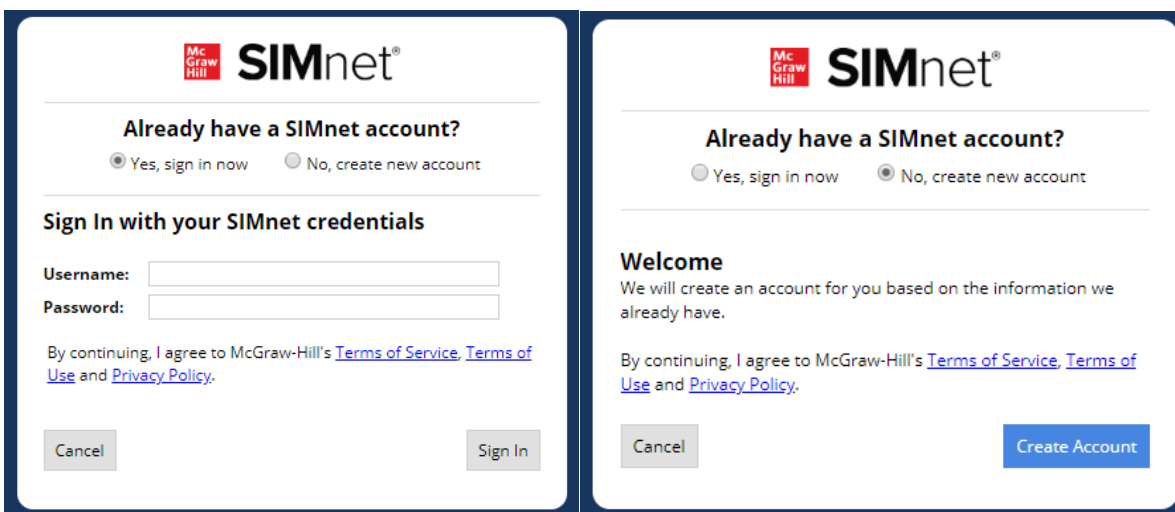 Mc
Graw
Hill
SIMnet®
Already have a SIMnet account?
Yes, sign in now No, create new account
Sign In with your SIMnet credentials
Username:
Password:
By continuing, I agree to McGraw-Hill's Terms of Service, Terms of
Use and Privacy Policy.
Cancel Sign In
Mc
Graw
Hill
SIMnet®
Already have a SIMnet account?
Yes, sign in now No, create new account
Welcome
We will create an account for you based on the information we
already have.
By continuing, I agree to McGraw-Hill's Terms of Service, Terms of
Use and Privacy Policy.
Cancel Create Account